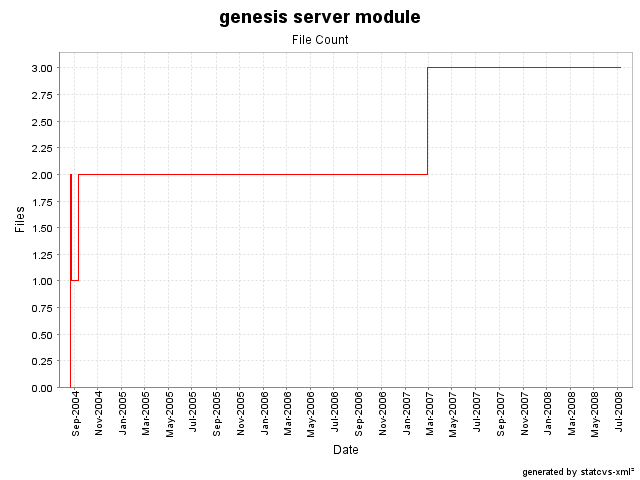 genesis server module
File Count
3.00
2.75
2.50
2.25
2.00
1.75
1.50
1.25
1.00
0.75
0.50
0.25
0.00
Files
Sep-2004
Nov-2004
Jan-2005
Mar-2005
May-2005
Jul-2005
Sep-2005
Nov-2005
Jan-2006
Mar-2006
May-2006
Jul-2006
Sep-2006
Nov-2006
Jan-2007
Mar-2007
May-2007
Jul-2007
Sep-2007
Nov-2007
Jan-2008
Mar-2008
May-2008
Jul-2008
Date
generated by statcvs-xml²